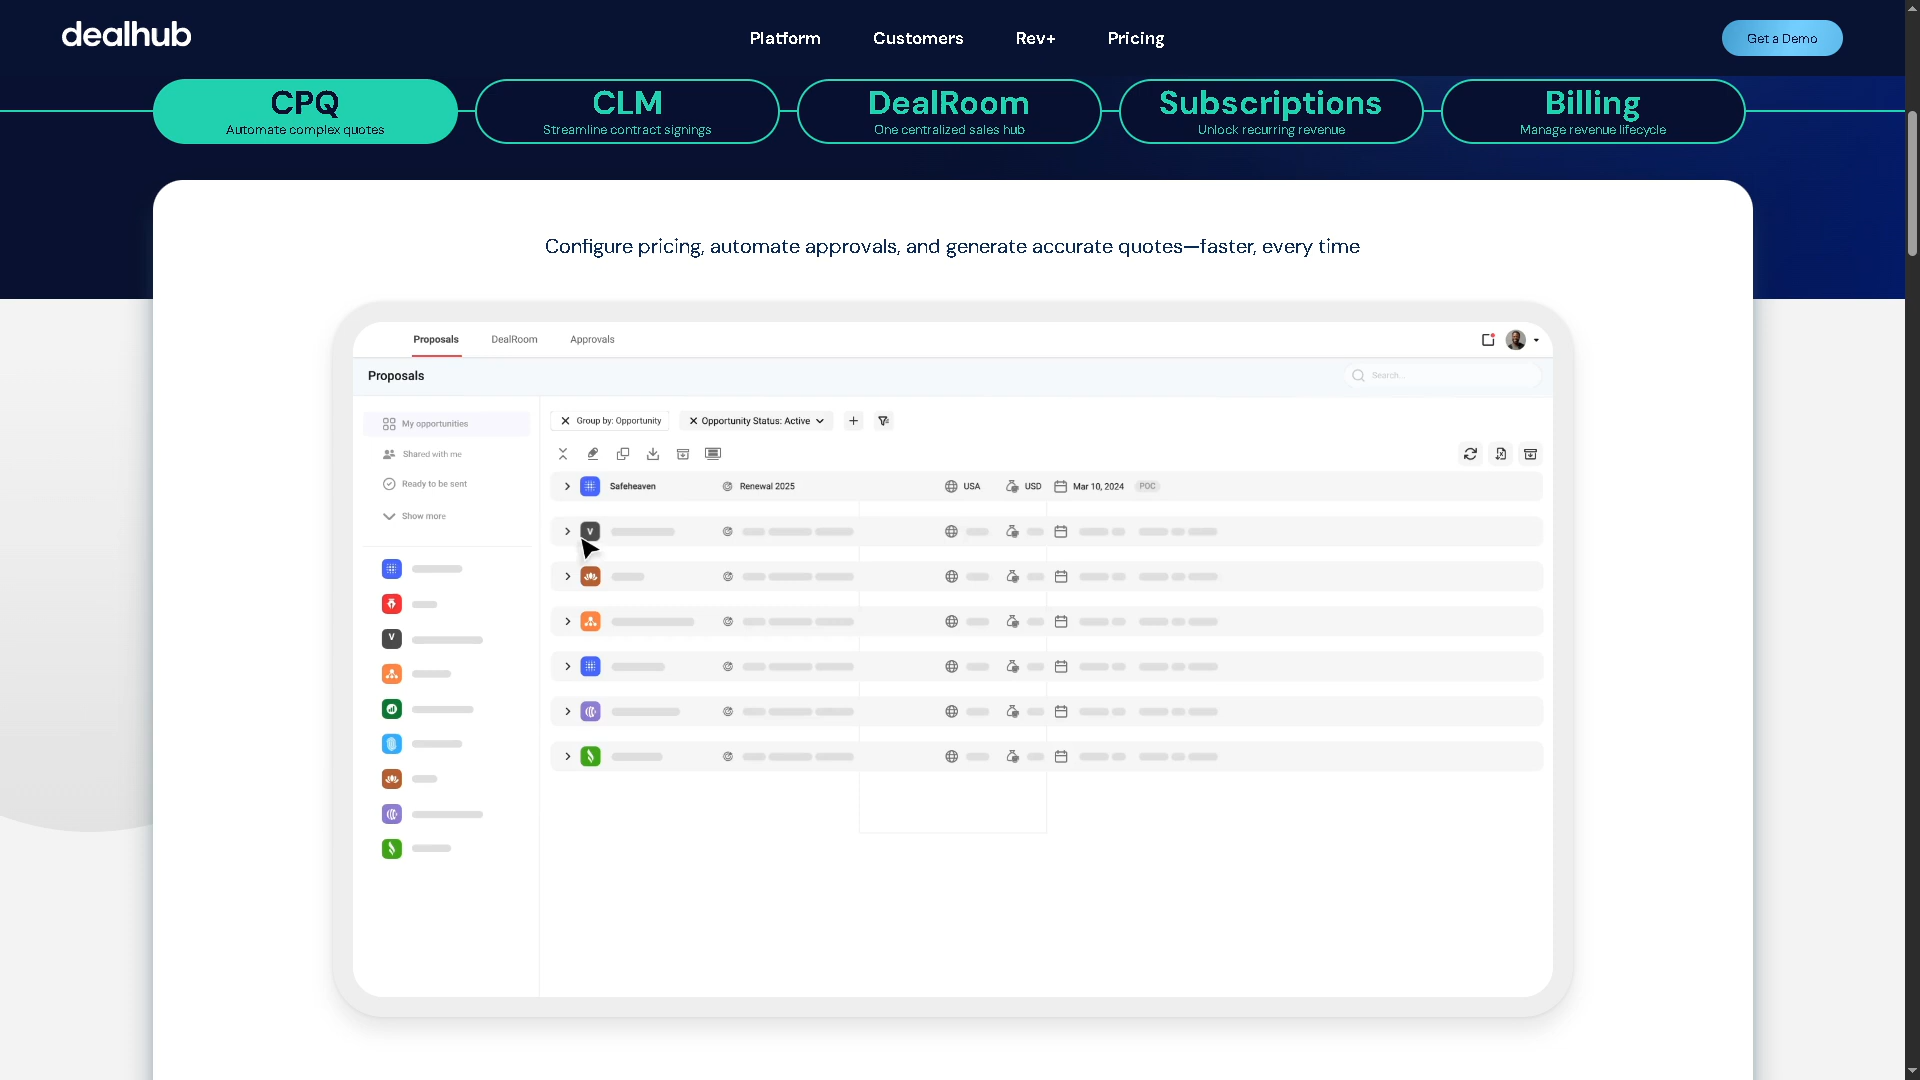 dealhub
Platform
Customers
Rev+
Pricing
Get a Demo
CPQ
Automate complex quotes
CLM
Streamline contract signings
DealRoom
One centralized sales hub
Subscriptions
Unlock recurring revenue
Billing
Manage revenue lifecycle
Configure pricing, automate approvals, and generate accurate quotes—faster, every time
Proposals
DealRoom
Approvals
Proposals
Search...
My opportunities
Shared with me
Ready to be sent
Show more
Group by: Opportunity
Opportunity Status: Active
Safeheaven
Renewal 2025
USA
USD
Mar 10, 2024
POC
V
V